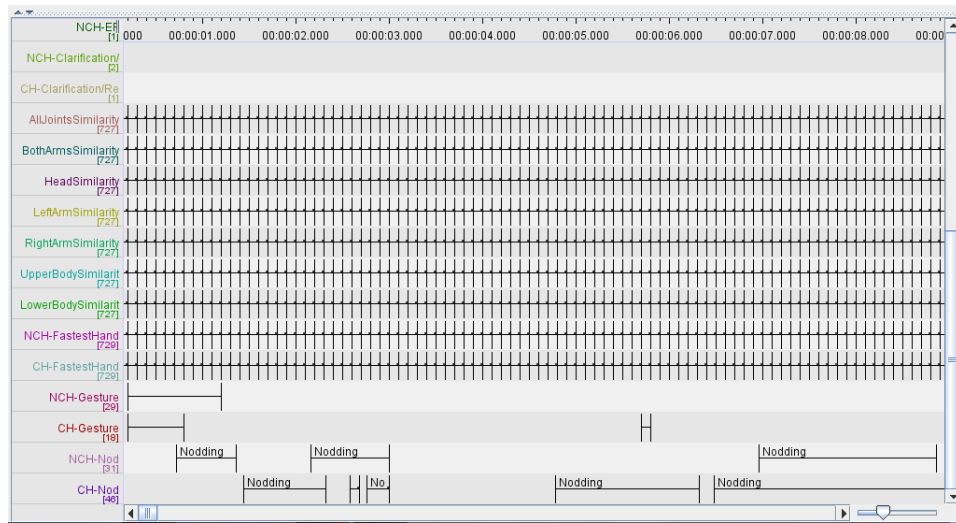 NCH-Ef
[1]
000 00:00:01.000 00:00:02.000 00:00:03.000 00:00:04.000 00:00:05.000 00:00:06.000 00:00:07.000 00:00:08.000 00:00
NCH-Clarification/
[2]
CH-Clarification/Re
[1]
AllJointsSimilarity
[727]
BothArmsSimilarity
[727]
HeadSimilarity
[727]
LeftArmSimilarity
[727]
RightArmSimilarity
[727]
UpperBodySimilarit
[727]
LowerBodySimilarit
[727]
NCH-FastestHand
[729]
CH-FastestHand
[729]
NCH-Gesture
[29]
CH-Gesture
[18]
Nodding Nodding Nodding
NCH-Nod
[31]
Nodding No Nodding Nodding
CH-Nod
[46]